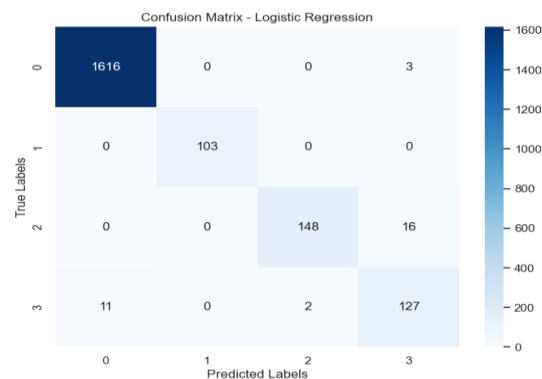 Confusion Matrix - Logistic Regression
0 1616 0 0 3
1 0 103 0 0
2 0 0 148 16
3 11 0 2 127
0 1 2 3
Predicted Labels
True Labels
1600
1400
1200
1000
800
600
400
200
0